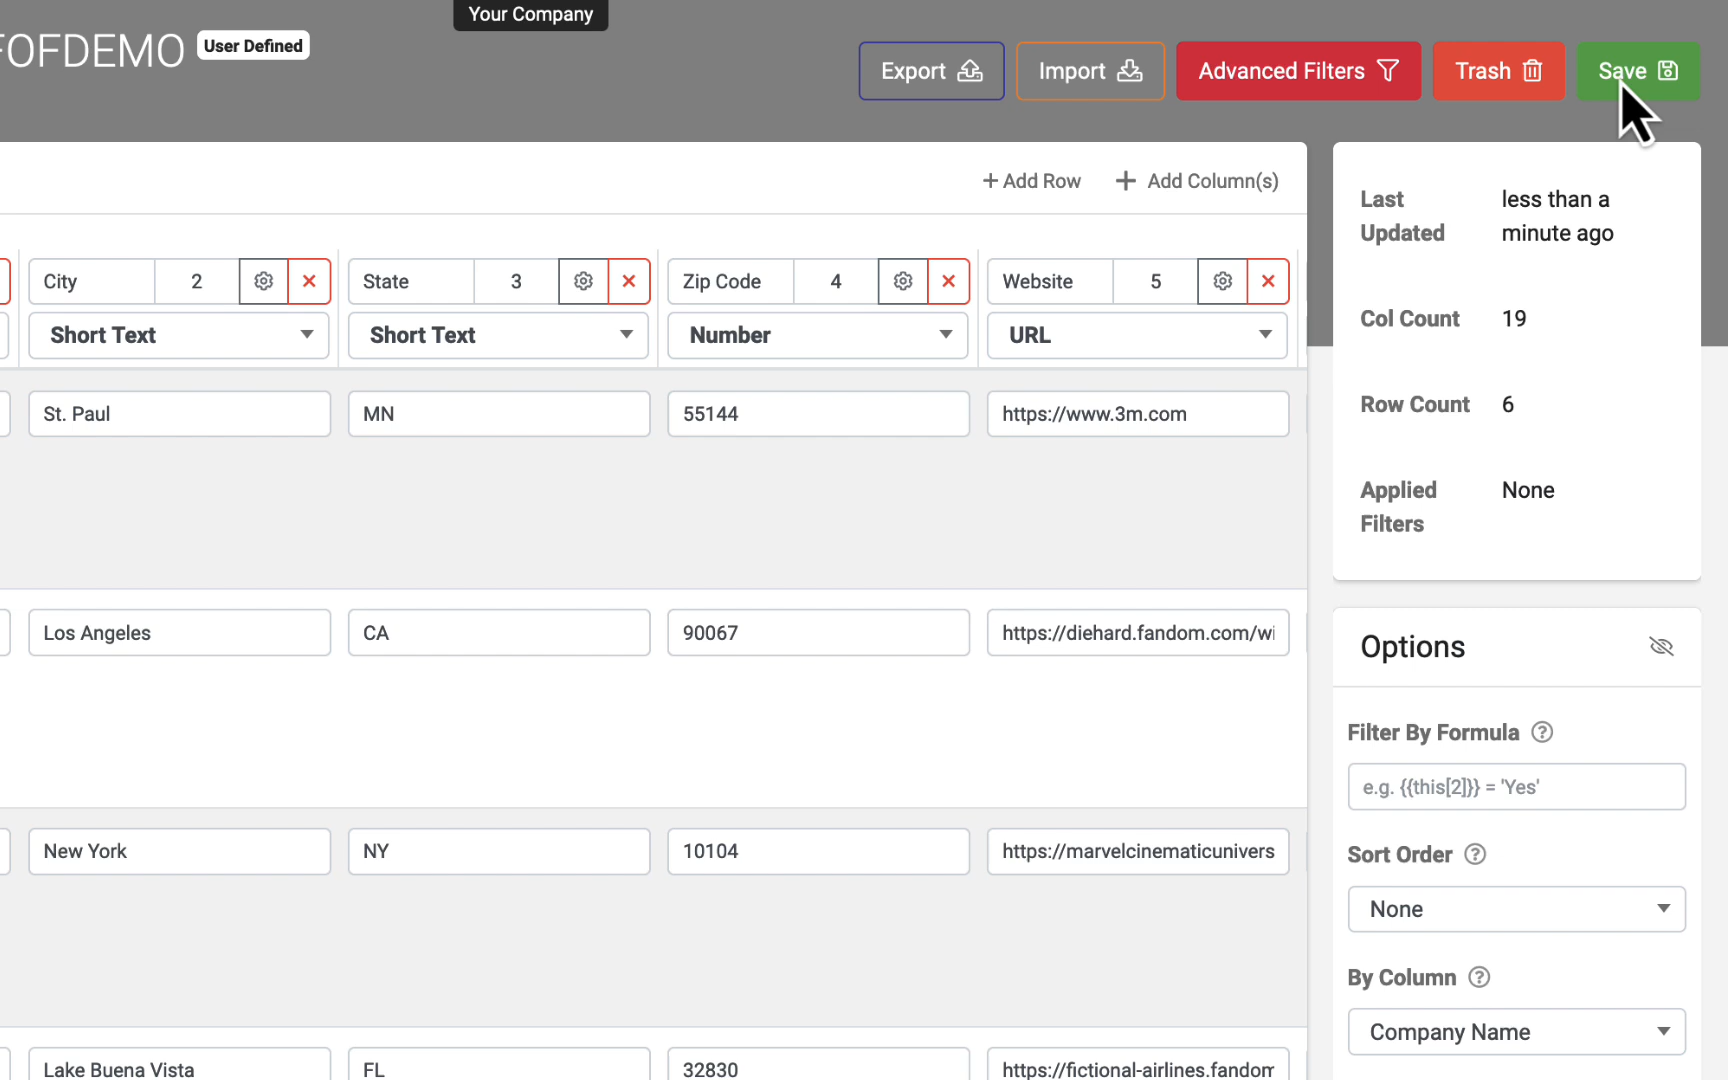 Your Company
FOFDEMO User Defined
Export Import Advanced Filters Trash Save
+ Add Row + Add Column(s)
City 2 State 3 Zip Code 4 Website 5
Short Text Short Text Number URL
St. Paul MN 55144 https://www.3m.com
Los Angeles CA 90067 https://diehard.fandom.com/wi
New York NY 10104 https://marvelcinematicunivers
Lake Buena Vista FL 32830 https://fictional-airlines.fandom
Last Updated less than a minute ago
Col Count 19
Row Count 6
Applied Filters None
Options
Filter By Formula ?
e.g. {{this[2]}} = 'Yes'
Sort Order ?
None
By Column ?
Company Name